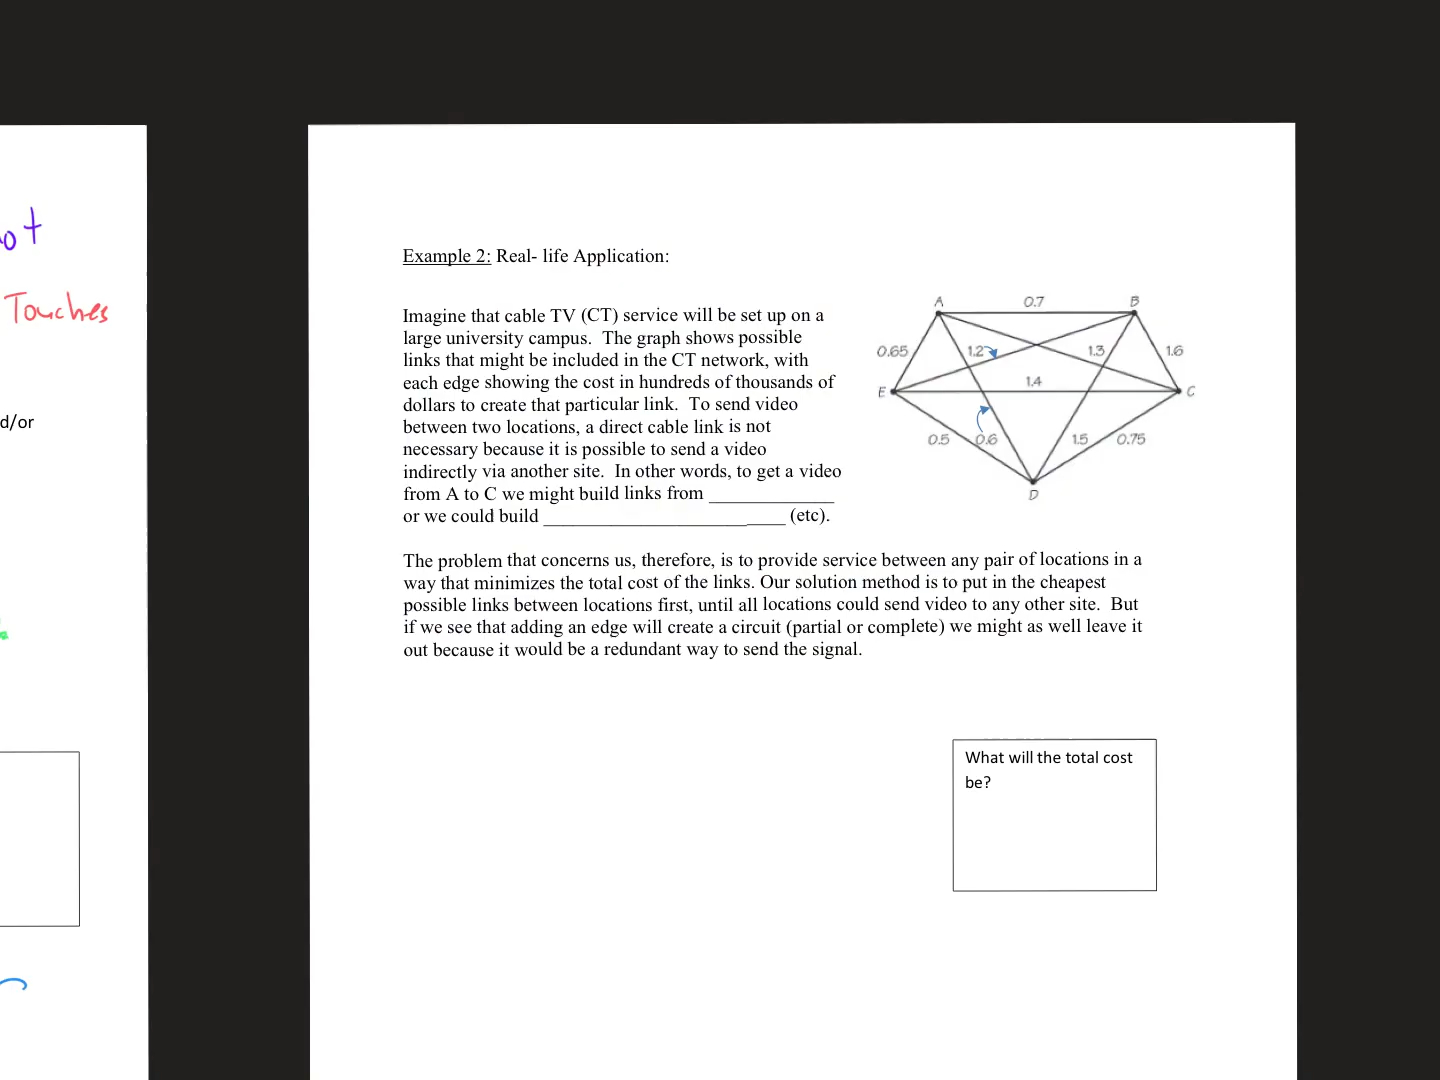 ot
Touches
d/or
Example 2: Real- life Application:
Imagine that cable TV (CT) service will be set up on a
large university campus. The graph shows possible
links that might be included in the CT network, with
each edge showing the cost in hundreds of thousands of
dollars to create that particular link. To send video
between two locations, a direct cable link is not
necessary because it is possible to send a video
indirectly via another site. In other words, to get a video
from A to C we might build links from _____________
or we could build _________________________ (etc).
A 0.7 B
0.65 1.2 1.3 1.6
E 1.4 C
0.5 0.6 1.5 0.75
D
The problem that concerns us, therefore, is to provide service between any pair of locations in a
way that minimizes the total cost of the links. Our solution method is to put in the cheapest
possible links between locations first, until all locations could send video to any other site. But
if we see that adding an edge will create a circuit (partial or complete) we might as well leave it
out because it would be a redundant way to send the signal.
What will the total cost
be?